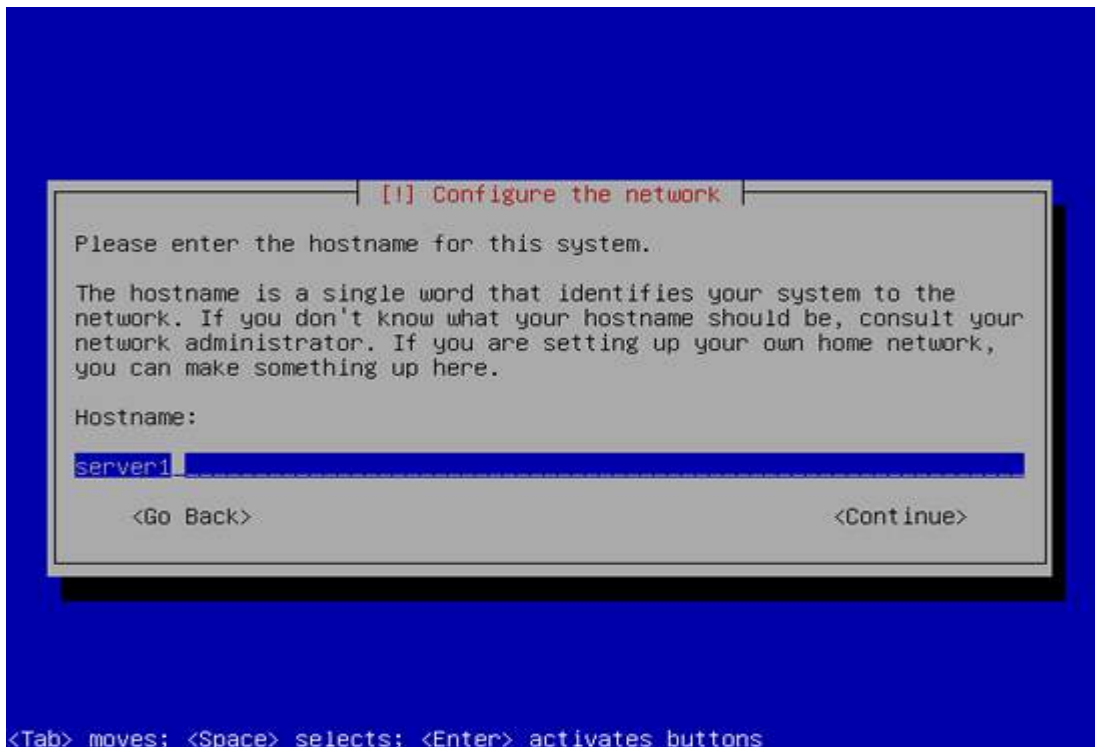 [!] Configure the network
Please enter the hostname for this system.
The hostname is a single word that identifies your system to the
network. If you don't know what your hostname should be, consult your
network administrator. If you are setting up your own home network,
you can make something up here.
Hostname:
server1
<Go Back> <Continue>
<Tab> moves; <Space> selects; <Enter> activates buttons